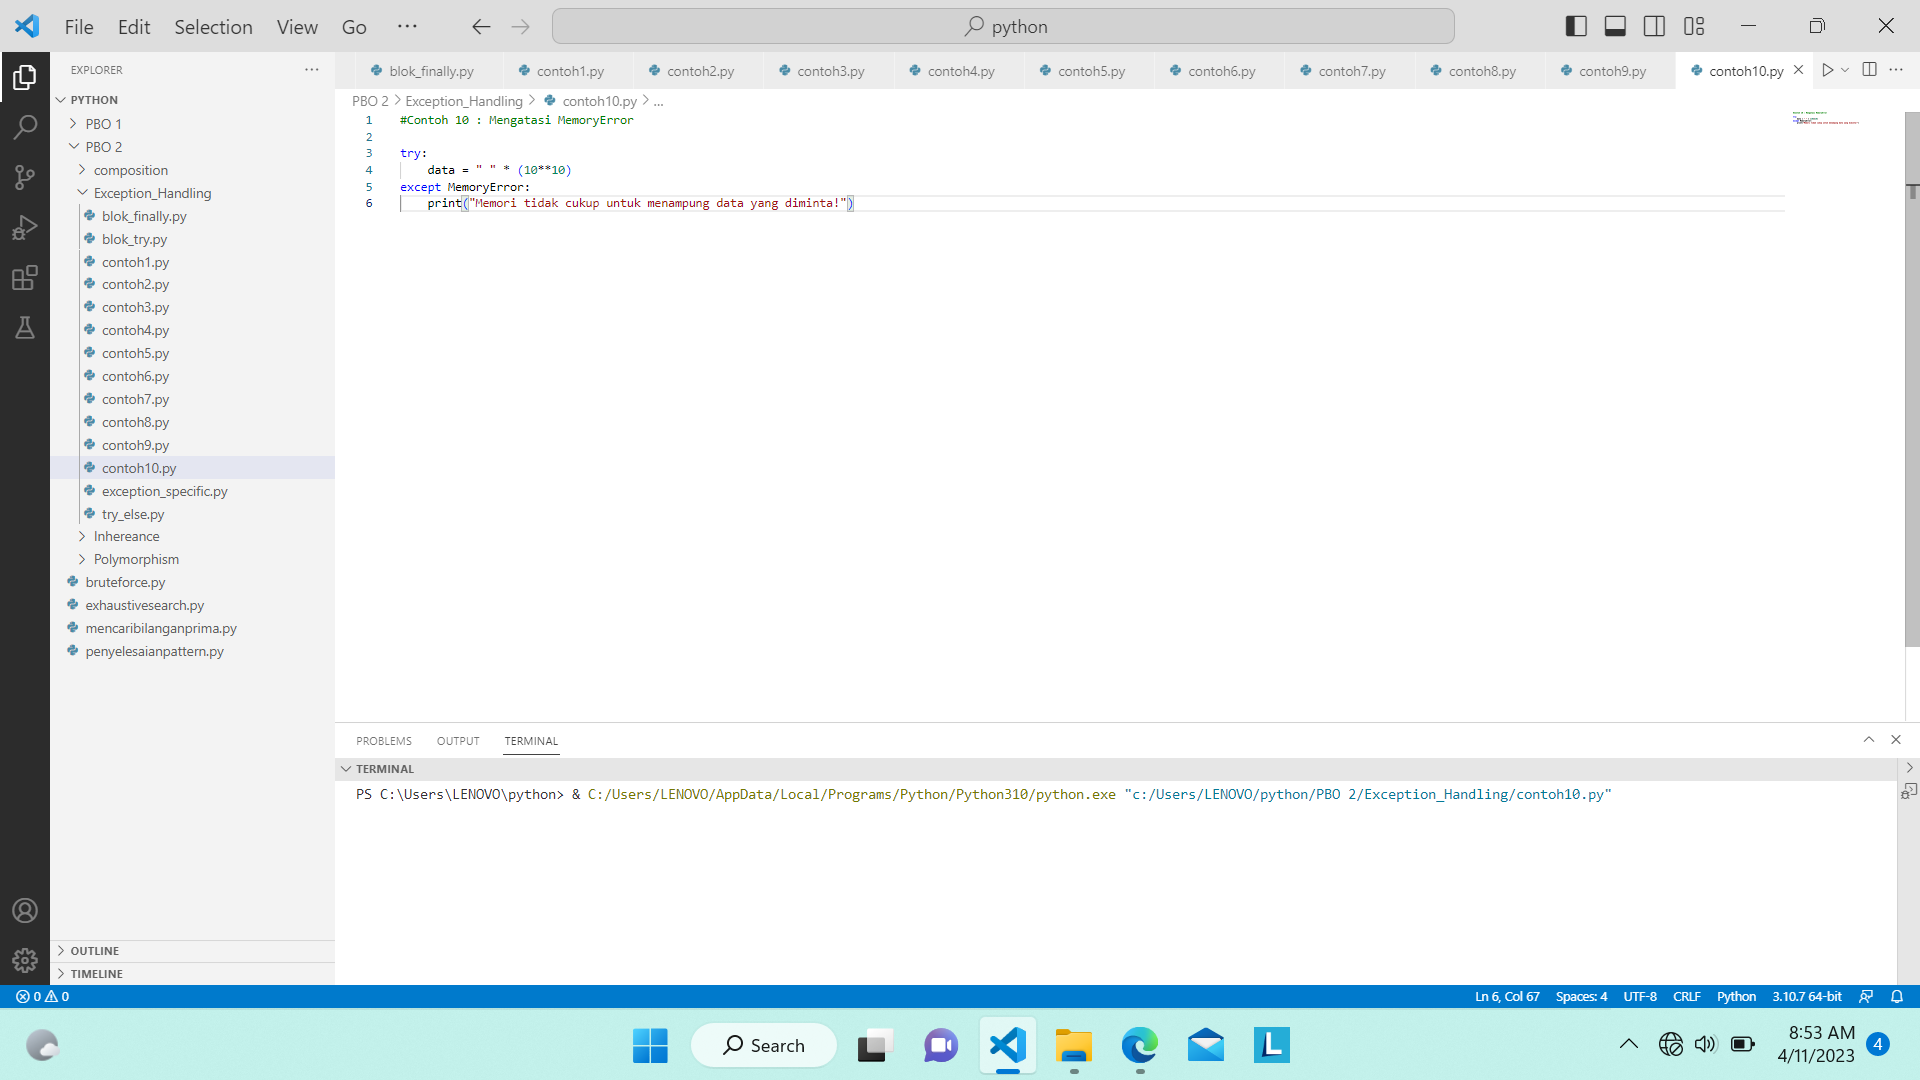 File Edit Selection View Go ··· python
EXPLORER ···
PYTHON
PBO 1
PBO 2
composition
Exception_Handling
blok_finally.py
blok_try.py
contoh1.py
contoh2.py
contoh3.py
contoh4.py
contoh5.py
contoh6.py
contoh7.py
contoh8.py
contoh9.py
contoh10.py
exception_specific.py
try_else.py
Inhereance
Polymorphism
bruteforce.py
exhaustivesearch.py
mencaribilanganprima.py
penyelesaianpattern.py
OUTLINE
TIMELINE
blok_finally.py contoh1.py contoh2.py contoh3.py contoh4.py contoh5.py contoh6.py contoh7.py contoh8.py contoh9.py contoh10.py
PBO 2 > Exception_Handling > contoh10.py > ...
1 #Contoh 10 : Mengatasi MemoryError
2
3 try:
4 data = " " * (10**10)
5 except MemoryError:
6 print("Memori tidak cukup untuk menampung data yang diminta!")
PROBLEMS OUTPUT TERMINAL
TERMINAL
PS C:\Users\LENOVO\python> & C:/Users/LENOVO/AppData/Local/Programs/Python/Python310/python.exe "c:/Users/LENOVO/python/PBO 2/Exception_Handling/contoh10.py"
0 0 Ln 6, Col 67 Spaces: 4 UTF-8 CRLF Python 3.10.7 64-bit
Search L 8:53 AM 4
4/11/2023